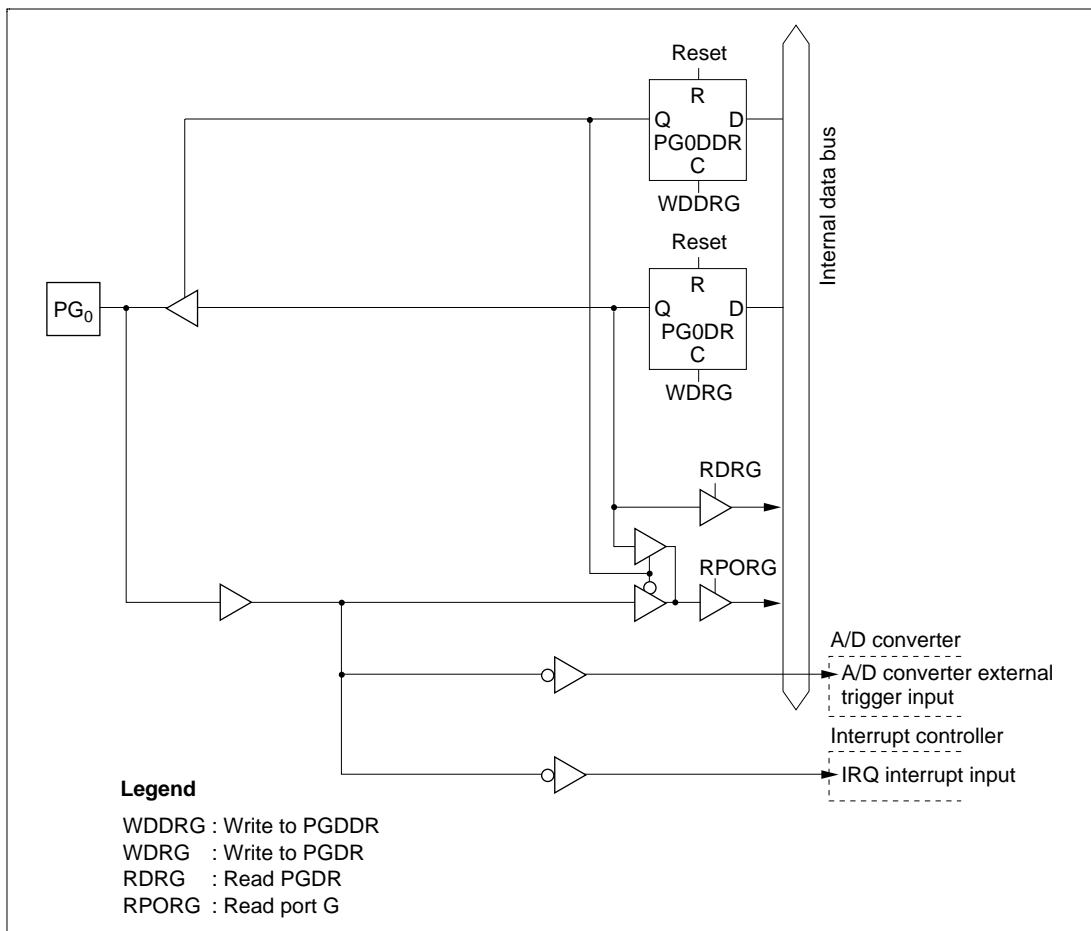 Reset
R
Q D
PG0DDR
C
WDDRG
Reset
R
Q D
PG0DR
C
WDRG
Internal data bus
PG0
RDRG
RPORG
A/D converter
A/D converter external
trigger input
Interrupt controller
IRQ interrupt input
Legend
WDDRG : Write to PGDDR
WDRG : Write to PGDR
RDRG : Read PGDR
RPORG : Read port G